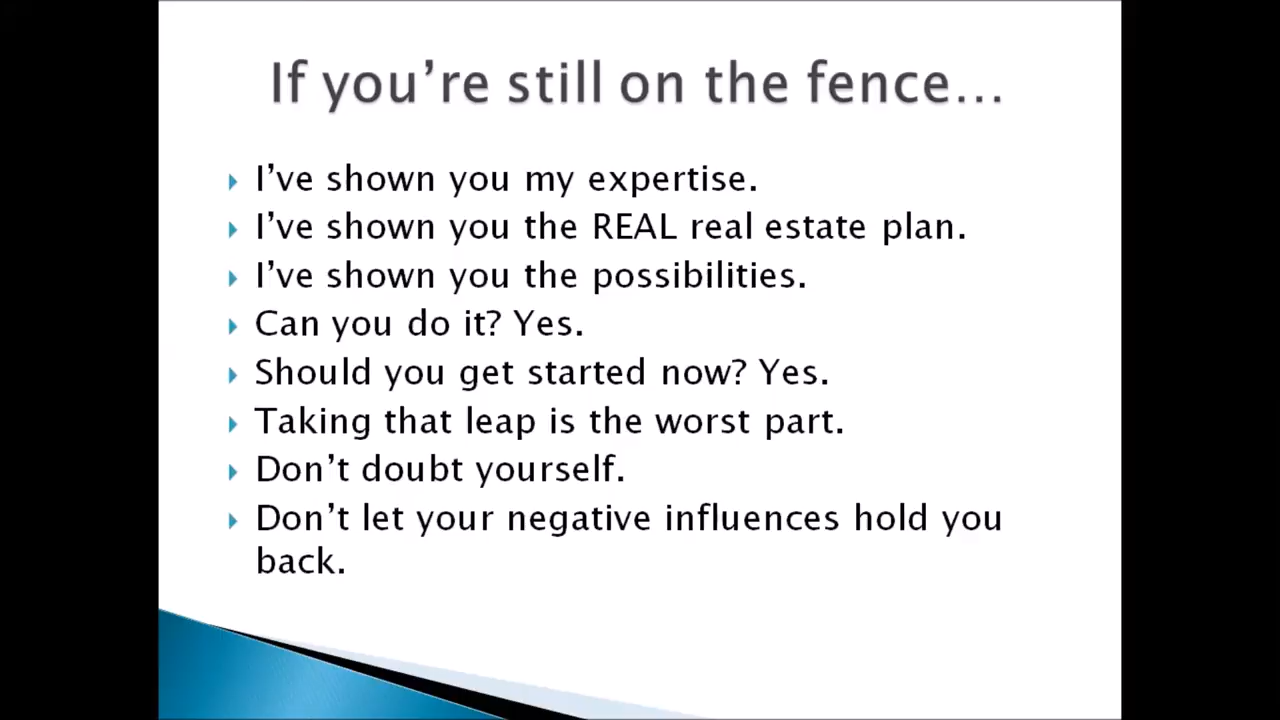 If you’re still on the fence…
I’ve shown you my expertise.
I’ve shown you the REAL real estate plan.
I’ve shown you the possibilities.
Can you do it? Yes.
Should you get started now? Yes.
Taking that leap is the worst part.
Don’t doubt yourself.
Don’t let your negative influences hold you
back.